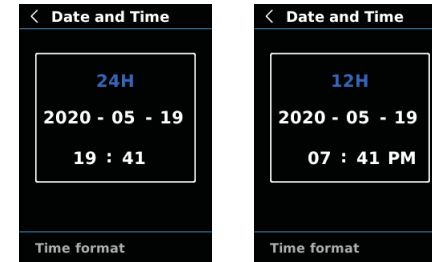 < Date and Time
24H
2020 - 05 - 19
19 : 41
Time format
< Date and Time
12H
2020 - 05 - 19
07 : 41 PM
Time format